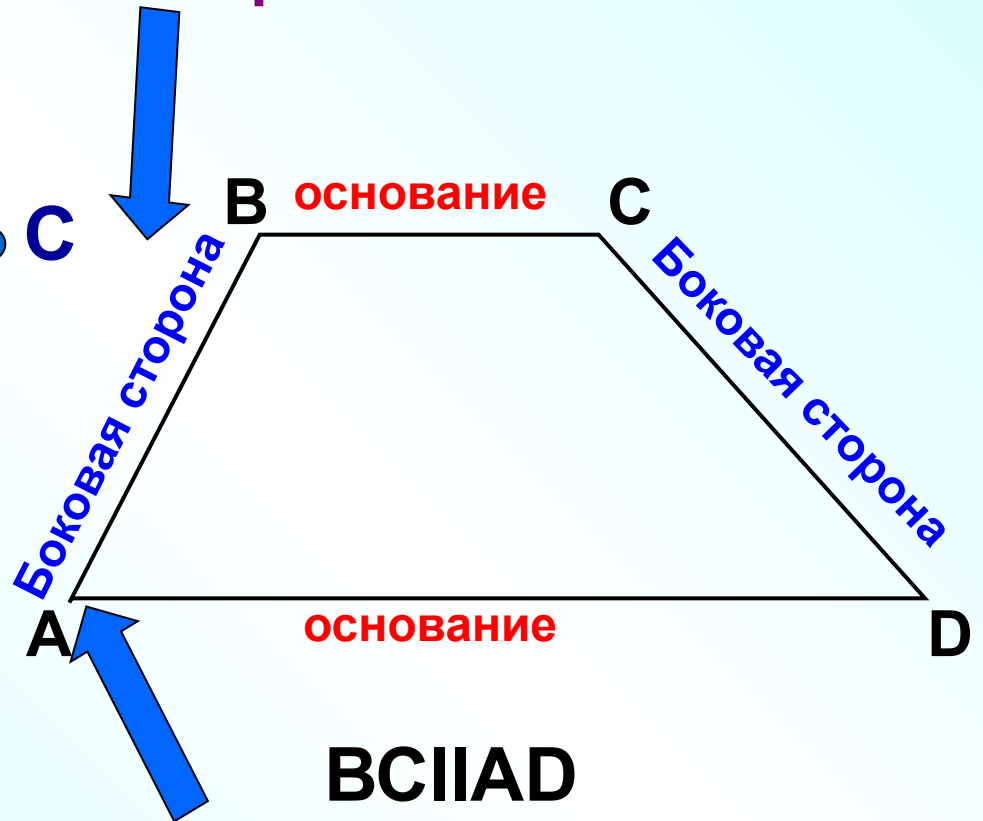 B основание C
С
Боковая сторона
Боковая сторона
A основание D
BCIIAD